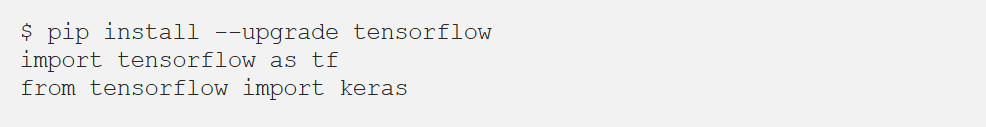 $ pip install --upgrade tensorflow
import tensorflow as tf
from tensorflow import keras